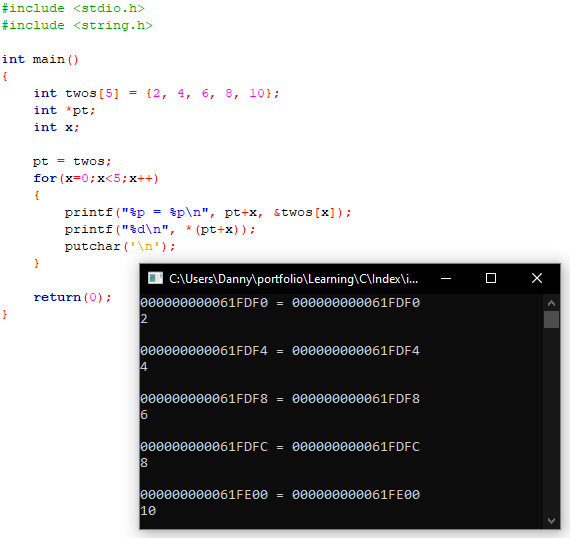 #include <stdio.h>
#include <string.h>
int main()
{
int twos[5] = {2, 4, 6, 8, 10};
int *pt;
int x;
pt = twos;
for(x=0;x<5;x++)
{
printf("%p = %p\n", pt+x, &twos[x]);
printf("%d\n", *(pt+x));
putchar('\n');
}
return(0);
}
C:\Users\Danny\portfolio\Learning\C\Index\i...
000000000061FDF0 = 000000000061FDF0
2
000000000061FDF4 = 000000000061FDF4
4
000000000061FDF8 = 000000000061FDF8
6
000000000061FDFC = 000000000061FDFC
8
000000000061FE00 = 000000000061FE00
10